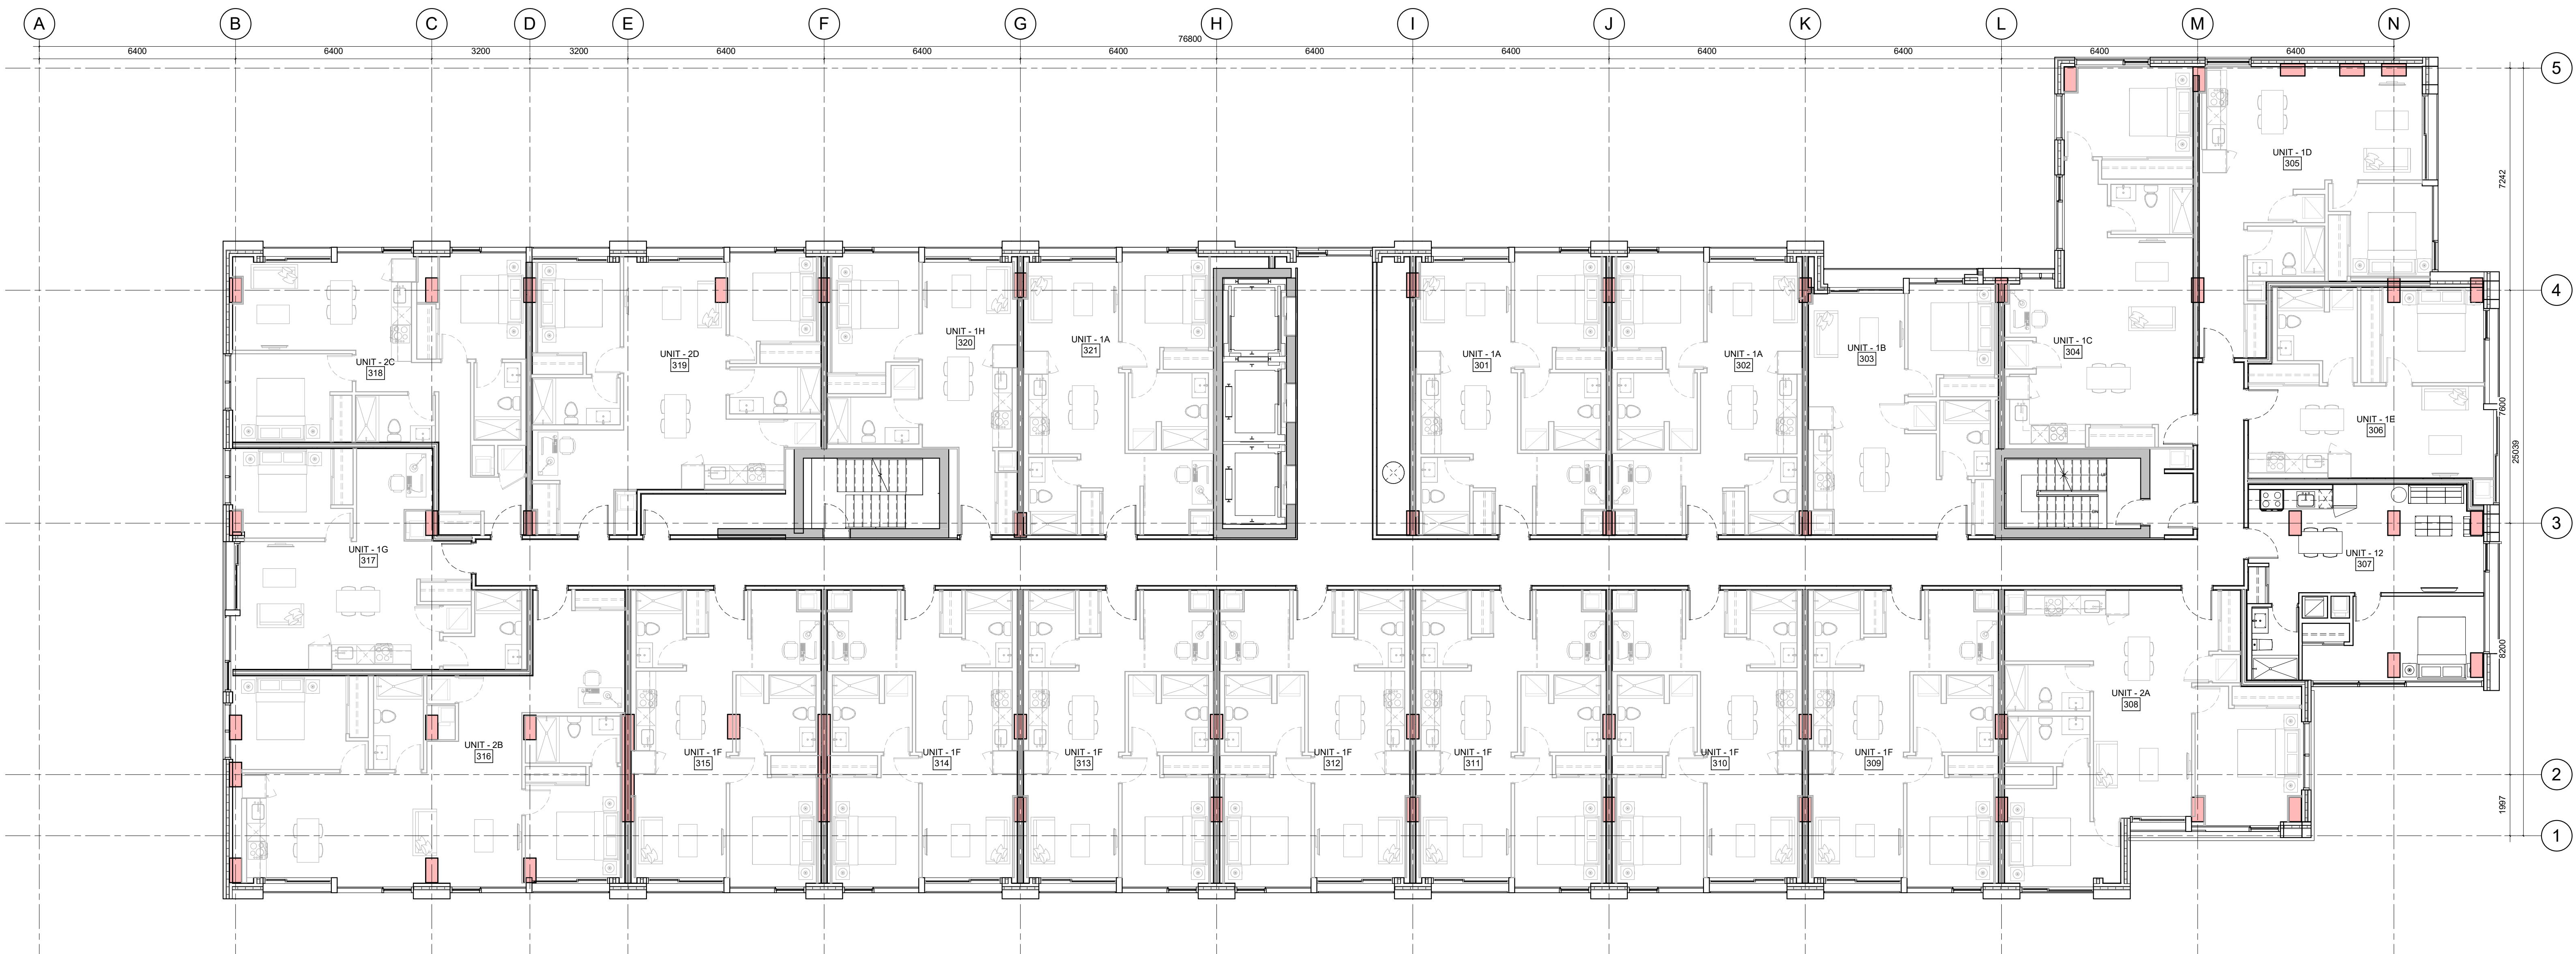 A B C D E F G H I J K L M N
76800
6400 6400 3200 3200 6400 6400 6400 6400 6400 6400 6400 6400 6400
5
7242
UNIT - 1D
305
4
UNIT - 2C
318
UNIT - 2D
319
UNIT - 1H
320
UNIT - 1A
321
UNIT - 1A
301
UNIT - 1A
302
UNIT - 1B
303
UNIT - 1C
304
7600
UNIT - 1E
306
25039
UP
DN
3
UNIT - 1G
317
UNIT - 12
307
8200
UNIT - 2B
316
UNIT - 1F
315
UNIT - 1F
314
UNIT - 1F
313
UNIT - 1F
312
UNIT - 1F
311
UNIT - 1F
310
UNIT - 1F
309
UNIT - 2A
308
2
1997
1